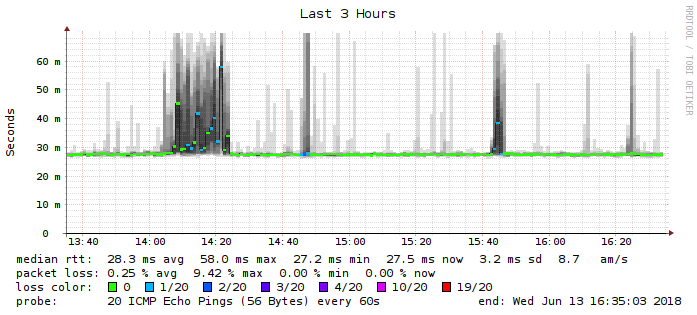 Last 3 Hours
RRDTOOL / TOBI OETIKER
Seconds
60 m
50 m
40 m
30 m
20 m
10 m
0
13:40 14:00 14:20 14:40 15:00 15:20 15:40 16:00 16:20
median rtt: 28.3 ms avg 58.0 ms max 27.2 ms min 27.5 ms now 3.2 ms sd 8.7 am/s
packet loss: 0.25 % avg 9.42 % max 0.00 % min 0.00 % now
loss color: 0 1/20 2/20 3/20 4/20 10/20 19/20
probe: 20 ICMP Echo Pings (56 Bytes) every 60s end: Wed Jun 13 16:35:03 2018